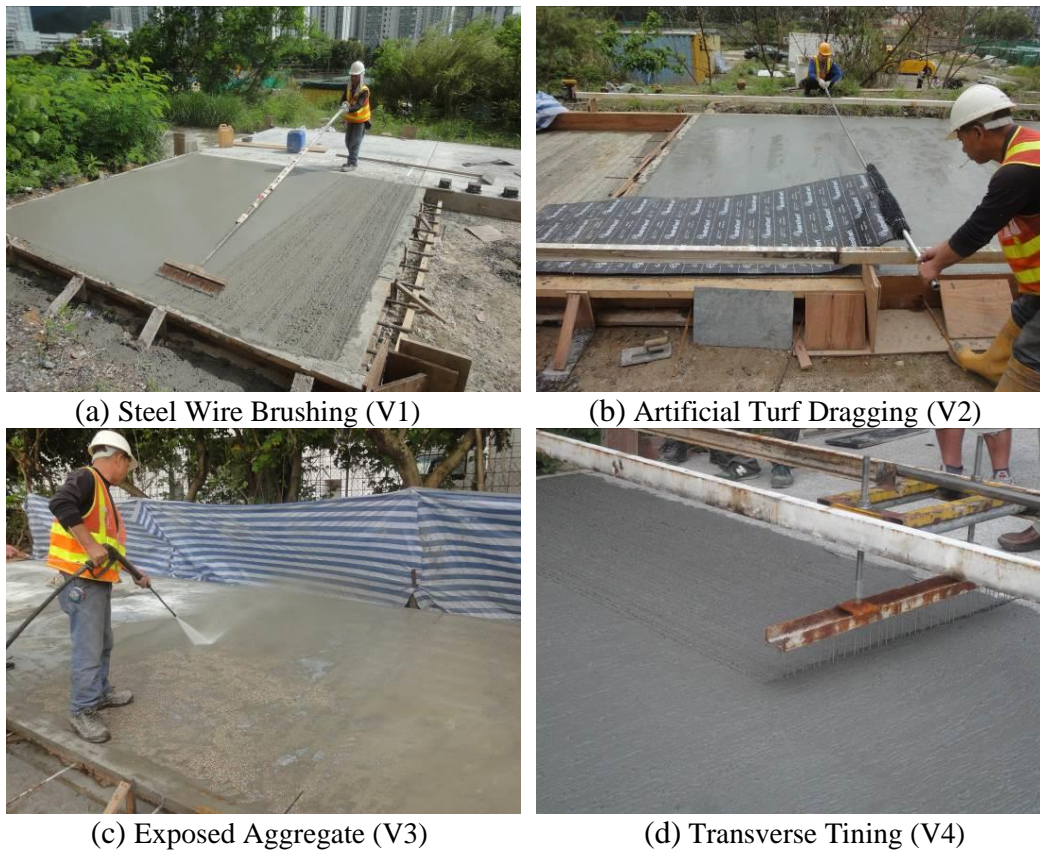 (a) Steel Wire Brushing (V1)
(b) Artificial Turf Dragging (V2)
(c) Exposed Aggregate (V3)
(d) Transverse Tining (V4)